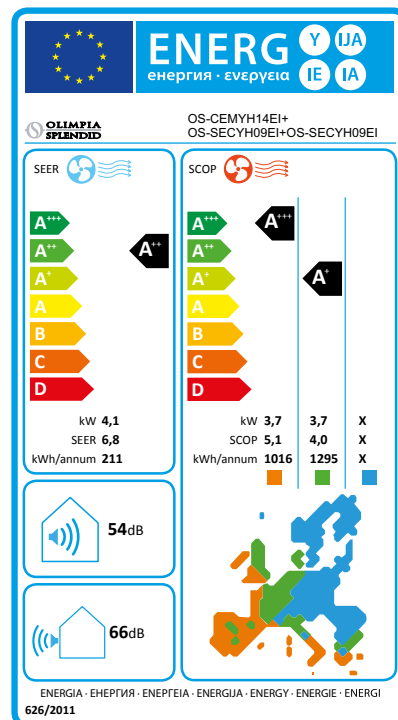 ENERG
енергия · ενεργεια
Y IJA
IE IA
OLIMPIA
SPLENDID
OS-CEMYH14EI+
OS-SECYH09EI+OS-SECYH09EI
SEER
A+++
A++
A+
A
B
C
D
A++
kW 4,1
SEER 6,8
kWh/annum 211
SCOP
A+++
A++
A+
A
B
C
D
A+++
A+
kW 3,7 3,7 X
SCOP 5,1 4,0 X
kWh/annum 1016 1295 X
54dB
66dB
ENERGIA · ЕНЕРГИЯ · ΕΝΕΡΓΕΙΑ · ENERGIJA · ENERGY · ENERGIE · ENERGI
626/2011